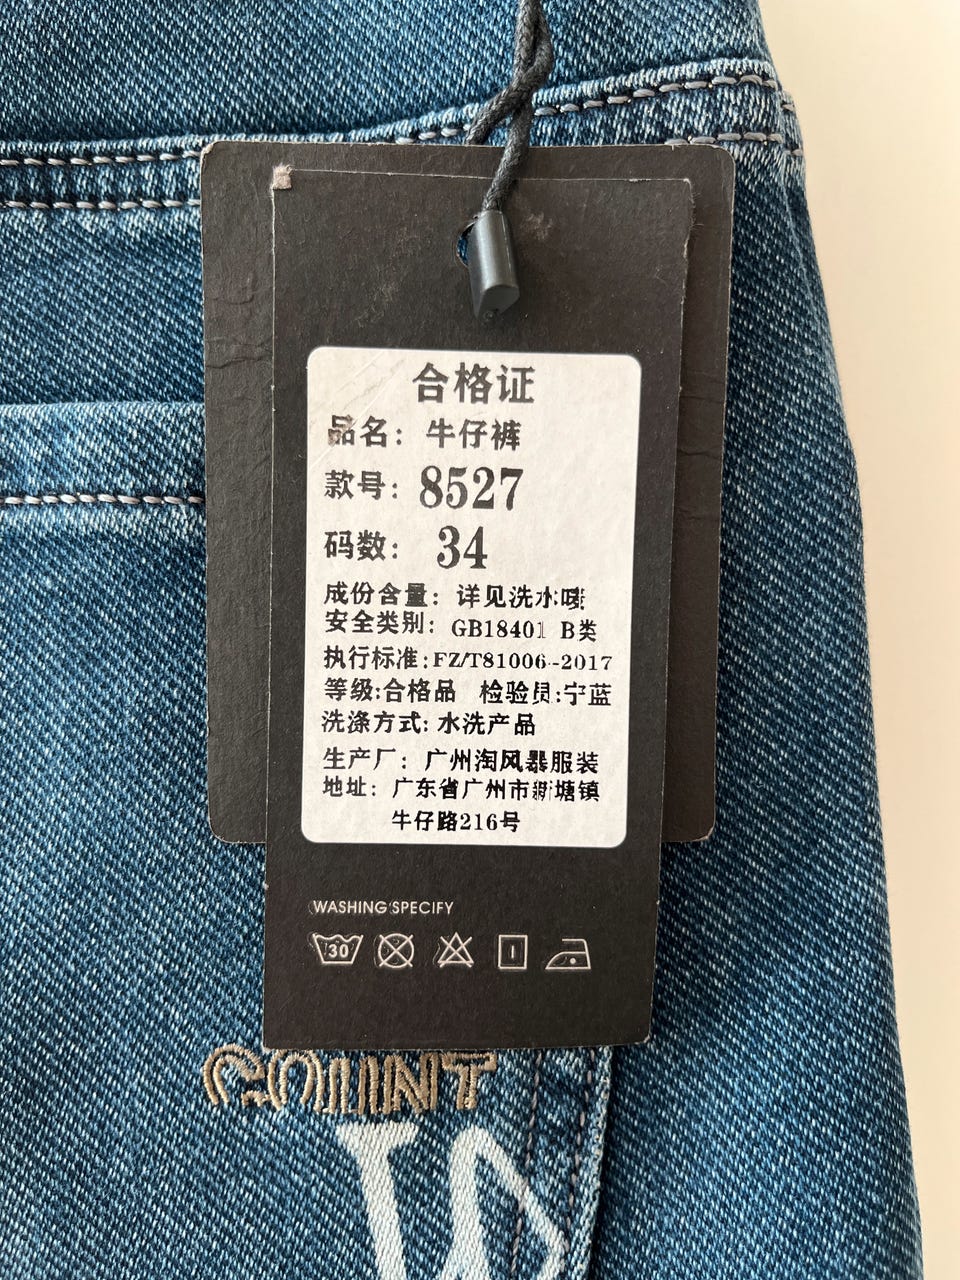 合格证
品名: 牛仔裤
款号: 8527
码数: 34
成份含量: 详见洗水唛
安全类别: GB18401 B类
执行标准:FZ/T81006-2017
等级:合格品 检验员:宁蓝
洗涤方式: 水洗产品
生产厂: 广州淘风器服装
地址: 广东省广州市新塘镇
牛仔路216号
WASHING SPECIFY
30
COUNT